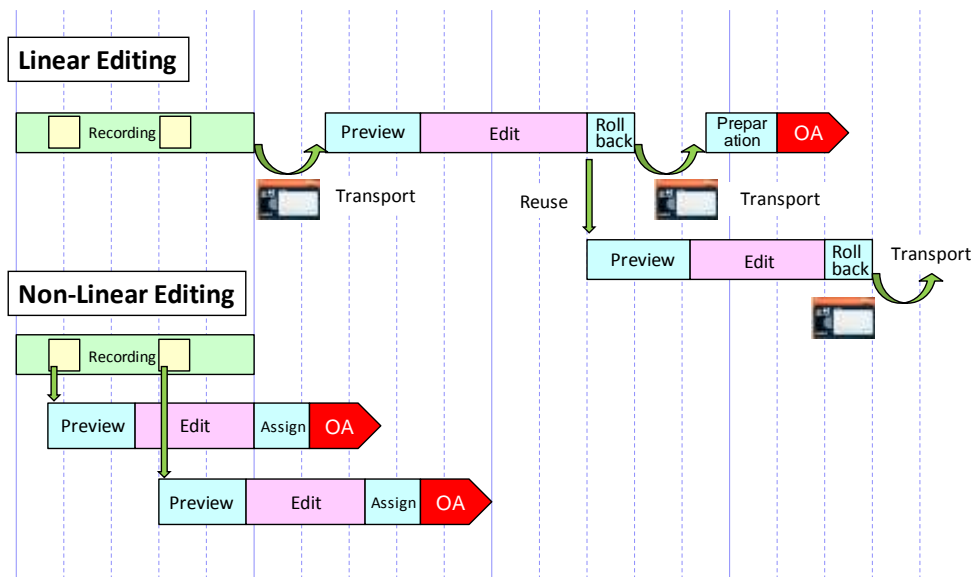 Linear Editing
Recording
Preview
Edit
Roll
back
Prepar
ation
OA
Transport
Reuse
Transport
Preview
Edit
Roll
back
Transport
Non-Linear Editing
Recording
Preview
Edit
Assign
OA
Preview
Edit
Assign
OA